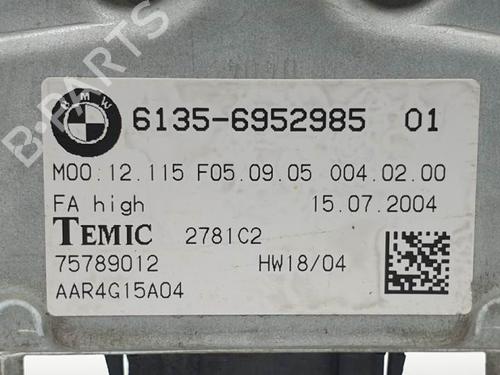 BMW
6135-6952985 01
M00.12.115 F05.09.05 004.02.00
FA high 15.07.2004
TEMIC 2781C2
75789012 HW18/04
AAR4G15A04
B-PARTS